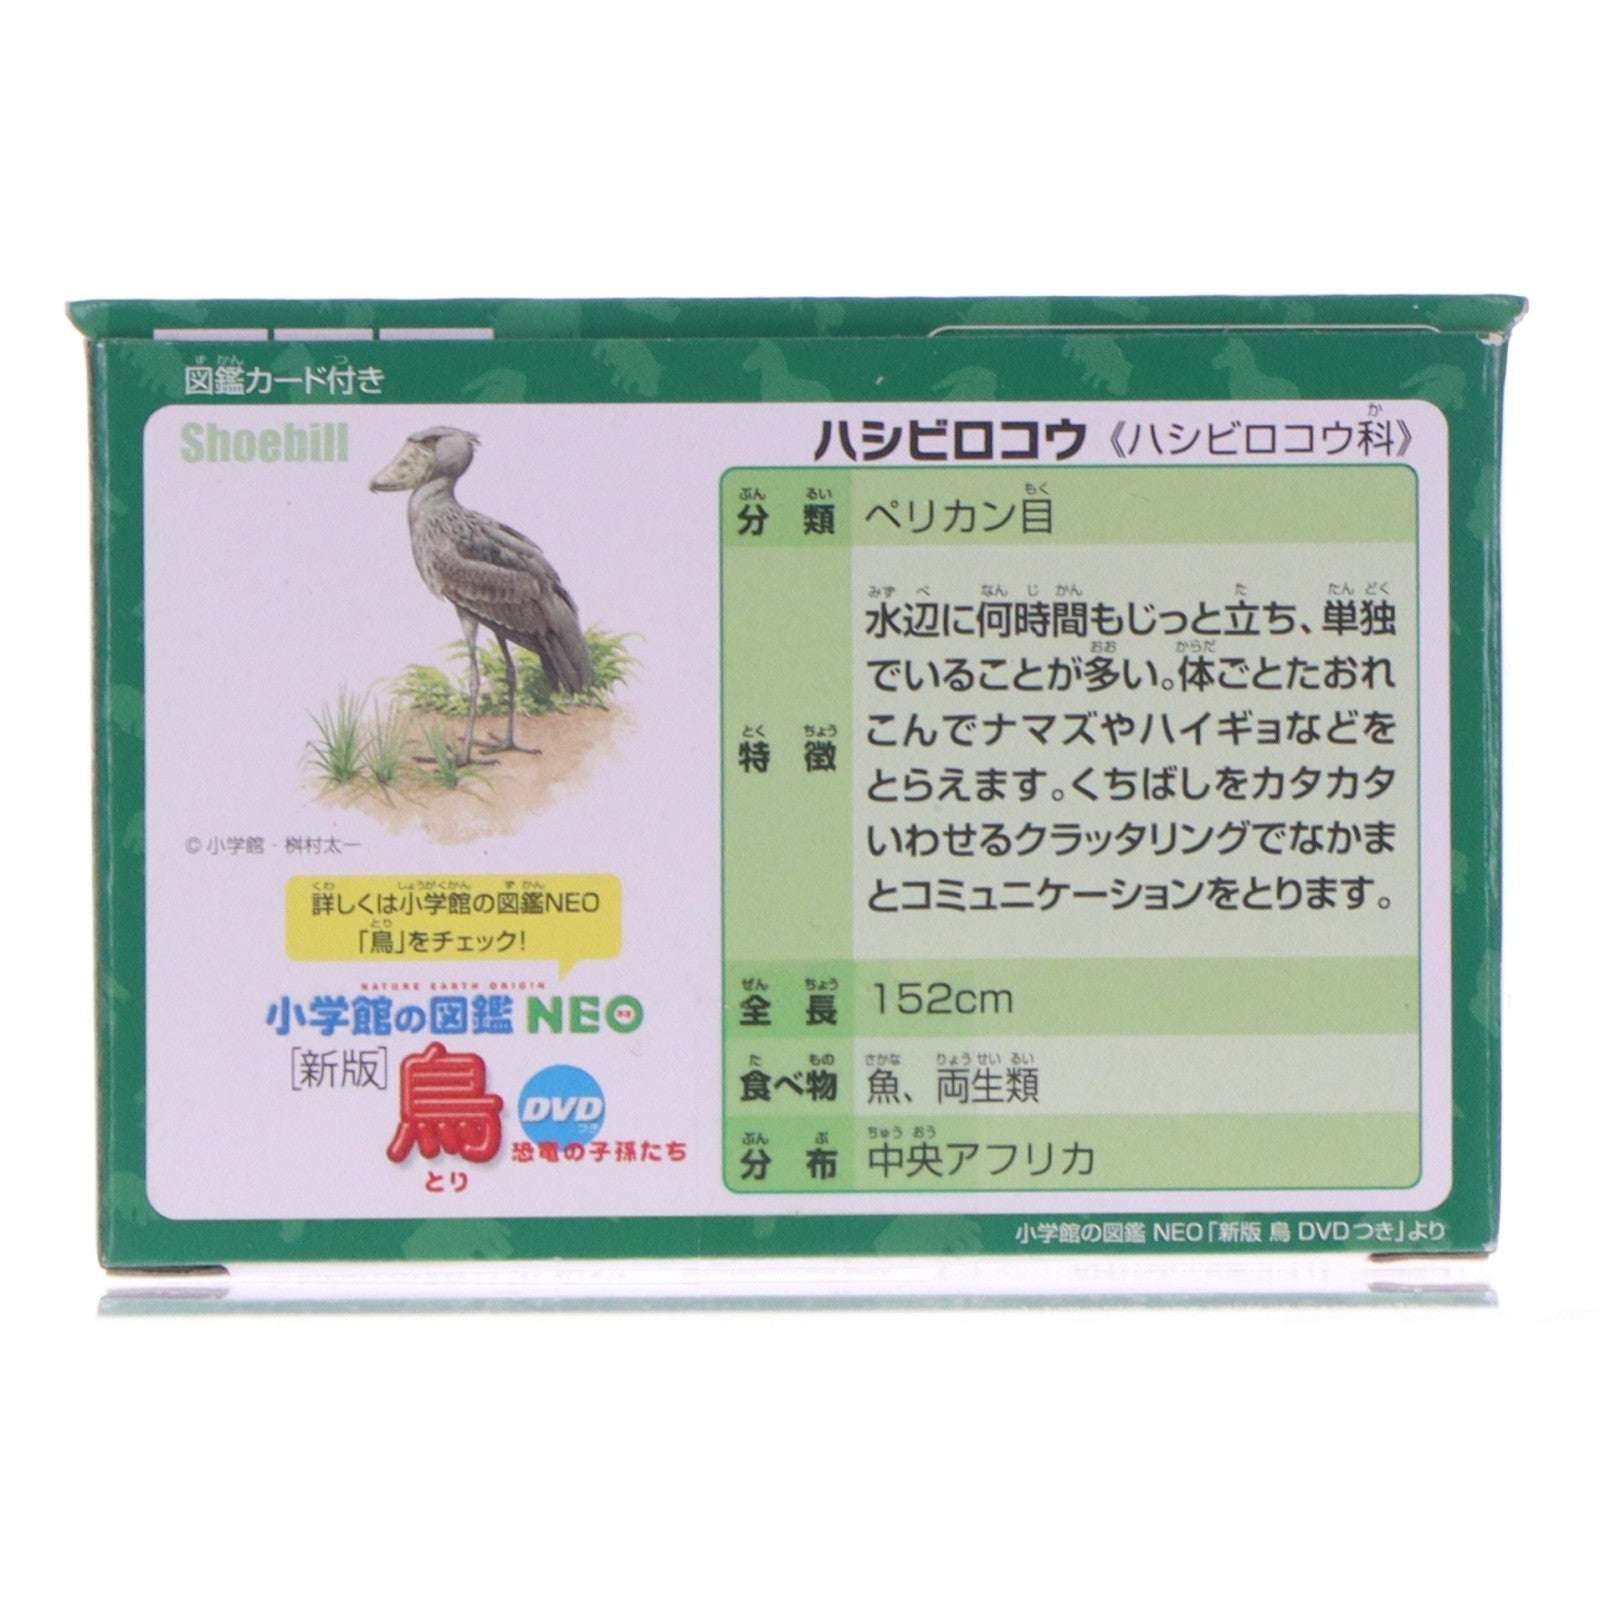 図鑑カード付き
Shoebill
ハシビロコウ《ハシビロコウ科》
分類 ペリカン目
特徴
水辺に何時間もじっと立ち、単独
でいることが多い。体ごとたおれ
こんでナマズやハイギョなどを
とらえます。くちばしをカタカタ
いわせるクラッタリングでなかま
とコミュニケーションをとります。
全長 152cm
食べ物 魚、両生類
分布 中央アフリカ
©小学館・桝村太一
詳しくは小学館の図鑑NEO
「鳥」をチェック!
NATURE EARTH ORIGIN
小学館の図鑑 NEO
[新版] 鳥
とり
DVD
つき
恐竜の子孫たち
小学館の図鑑 NEO「新版 鳥 DVDつき」より